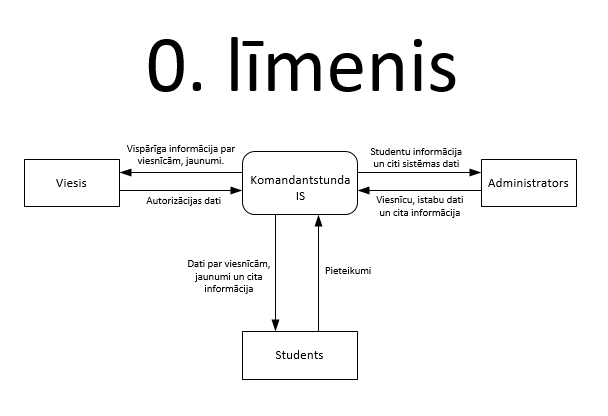 0. līmenis
Vispārīga informācija par
viesnīcām, jaunumi.
Studentu informācija
un citi sistēmas dati
Viesis
Komandantstunda
IS
Administrators
Autorizācijas dati
Viesnīcu, istabu dati
un cita informācija
Dati par viesnīcām,
jaunumi un cita
informācija
Pieteikumi
Students